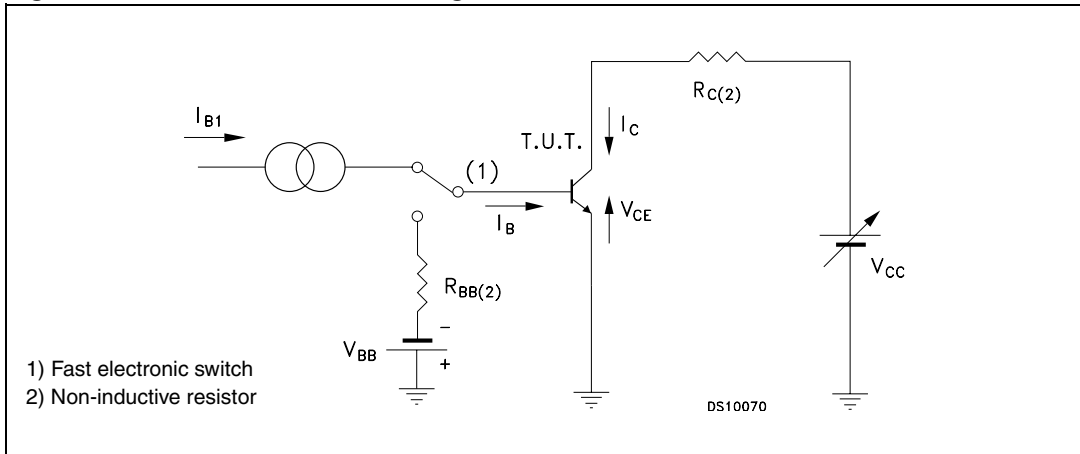 R_C(2)
I_B1
I_C
T.U.T.
(1)
I_B
V_CE
V_CC
R_BB(2)
V_BB
−
+
1) Fast electronic switch
2) Non-inductive resistor
DS10070